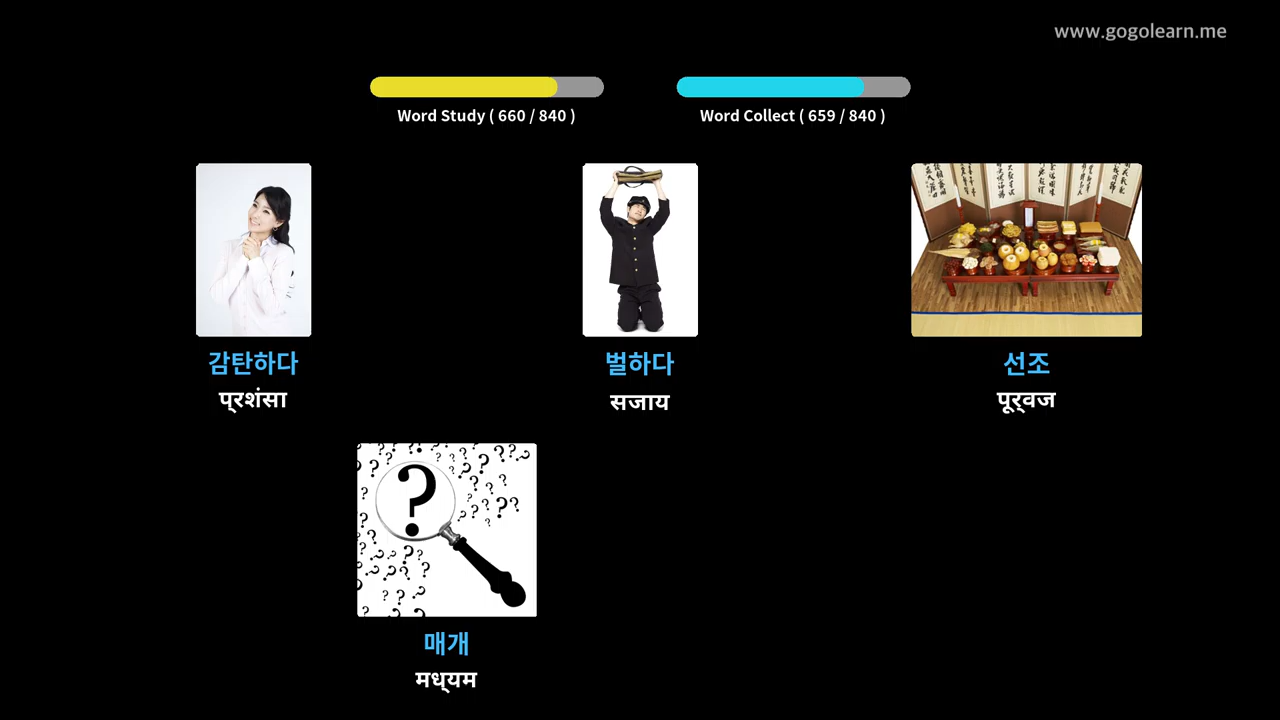 www.gogolearn.me
Word Study ( 660 / 840 )
Word Collect ( 659 / 840 )
감탄하다
प्रशंसा
벌하다
सजाय
선조
पूर्वज
매개
मध्यम